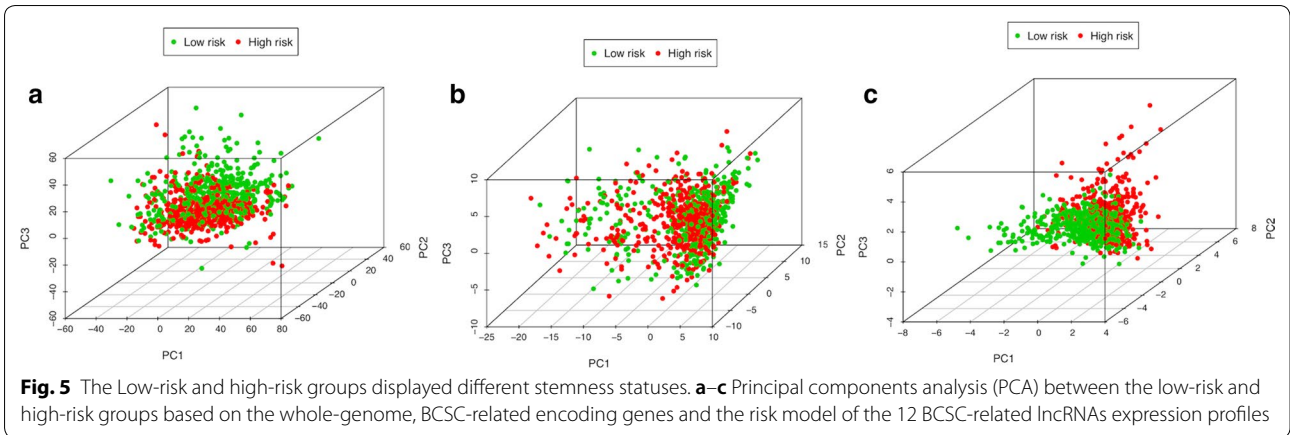 Low risk High risk
a
60
40
20
0
−20
−40
−60
PC3
−60 −40 −20 0 20 40 60 80
PC1
−60
−40
−20
0
20
40
60
PC2
Low risk High risk
b
10
5
0
−5
−10
PC3
−25 −20 −15 −10 −5 0 5 10
PC1
−10
−5
0
5
10
15
PC2
Low risk High risk
c
6
4
2
0
−2
−4
PC3
−8 −6 −4 −2 0 2 4
PC1
−6
−4
−2
0
2
4
6
8
PC2
Fig. 5 The Low-risk and high-risk groups displayed different stemness statuses. a–c Principal components analysis (PCA) between the low-risk and
high-risk groups based on the whole-genome, BCSC-related encoding genes and the risk model of the 12 BCSC-related lncRNAs expression profiles